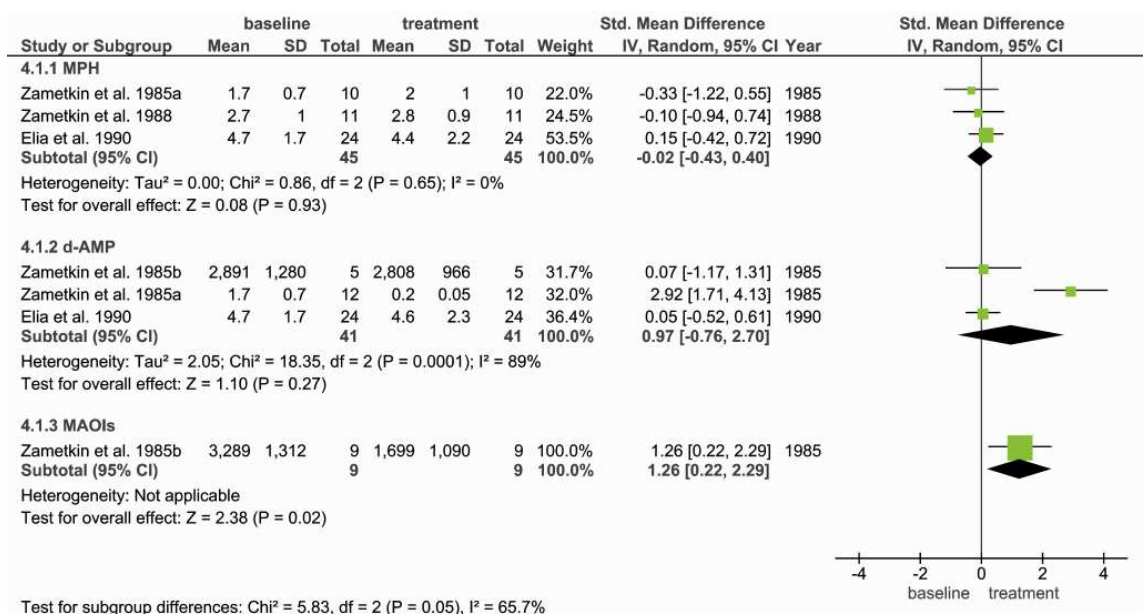 baseline treatment Std. Mean Difference Std. Mean Difference
Study or Subgroup Mean SD Total Mean SD Total Weight IV, Random, 95% CI Year IV, Random, 95% CI
4.1.1 MPH
Zametkin et al. 1985a 1.7 0.7 10 2 1 10 22.0% -0.33 [-1.22, 0.55] 1985
Zametkin et al. 1988 2.7 1 11 2.8 0.9 11 24.5% -0.10 [-0.94, 0.74] 1988
Elia et al. 1990 4.7 1.7 24 4.4 2.2 24 53.5% 0.15 [-0.42, 0.72] 1990
Subtotal (95% CI) 45 45 100.0% -0.02 [-0.43, 0.40]
Heterogeneity: Tau² = 0.00; Chi² = 0.86, df = 2 (P = 0.65); I² = 0%
Test for overall effect: Z = 0.08 (P = 0.93)
4.1.2 d-AMP
Zametkin et al. 1985b 2,891 1,280 5 2,808 966 5 31.7% 0.07 [-1.17, 1.31] 1985
Zametkin et al. 1985a 1.7 0.7 12 0.2 0.05 12 32.0% 2.92 [1.71, 4.13] 1985
Elia et al. 1990 4.7 1.7 24 4.6 2.3 24 36.4% 0.05 [-0.52, 0.61] 1990
Subtotal (95% CI) 41 41 100.0% 0.97 [-0.76, 2.70]
Heterogeneity: Tau² = 2.05; Chi² = 18.35, df = 2 (P = 0.0001); I² = 89%
Test for overall effect: Z = 1.10 (P = 0.27)
4.1.3 MAOIs
Zametkin et al. 1985b 3,289 1,312 9 1,699 1,090 9 100.0% 1.26 [0.22, 2.29] 1985
Subtotal (95% CI) 9 9 100.0% 1.26 [0.22, 2.29]
Heterogeneity: Not applicable
Test for overall effect: Z = 2.38 (P = 0.02)
-4 -2 0 2 4
baseline treatment
Test for subgroup differences: Chi² = 5.83, df = 2 (P = 0.05), I² = 65.7%